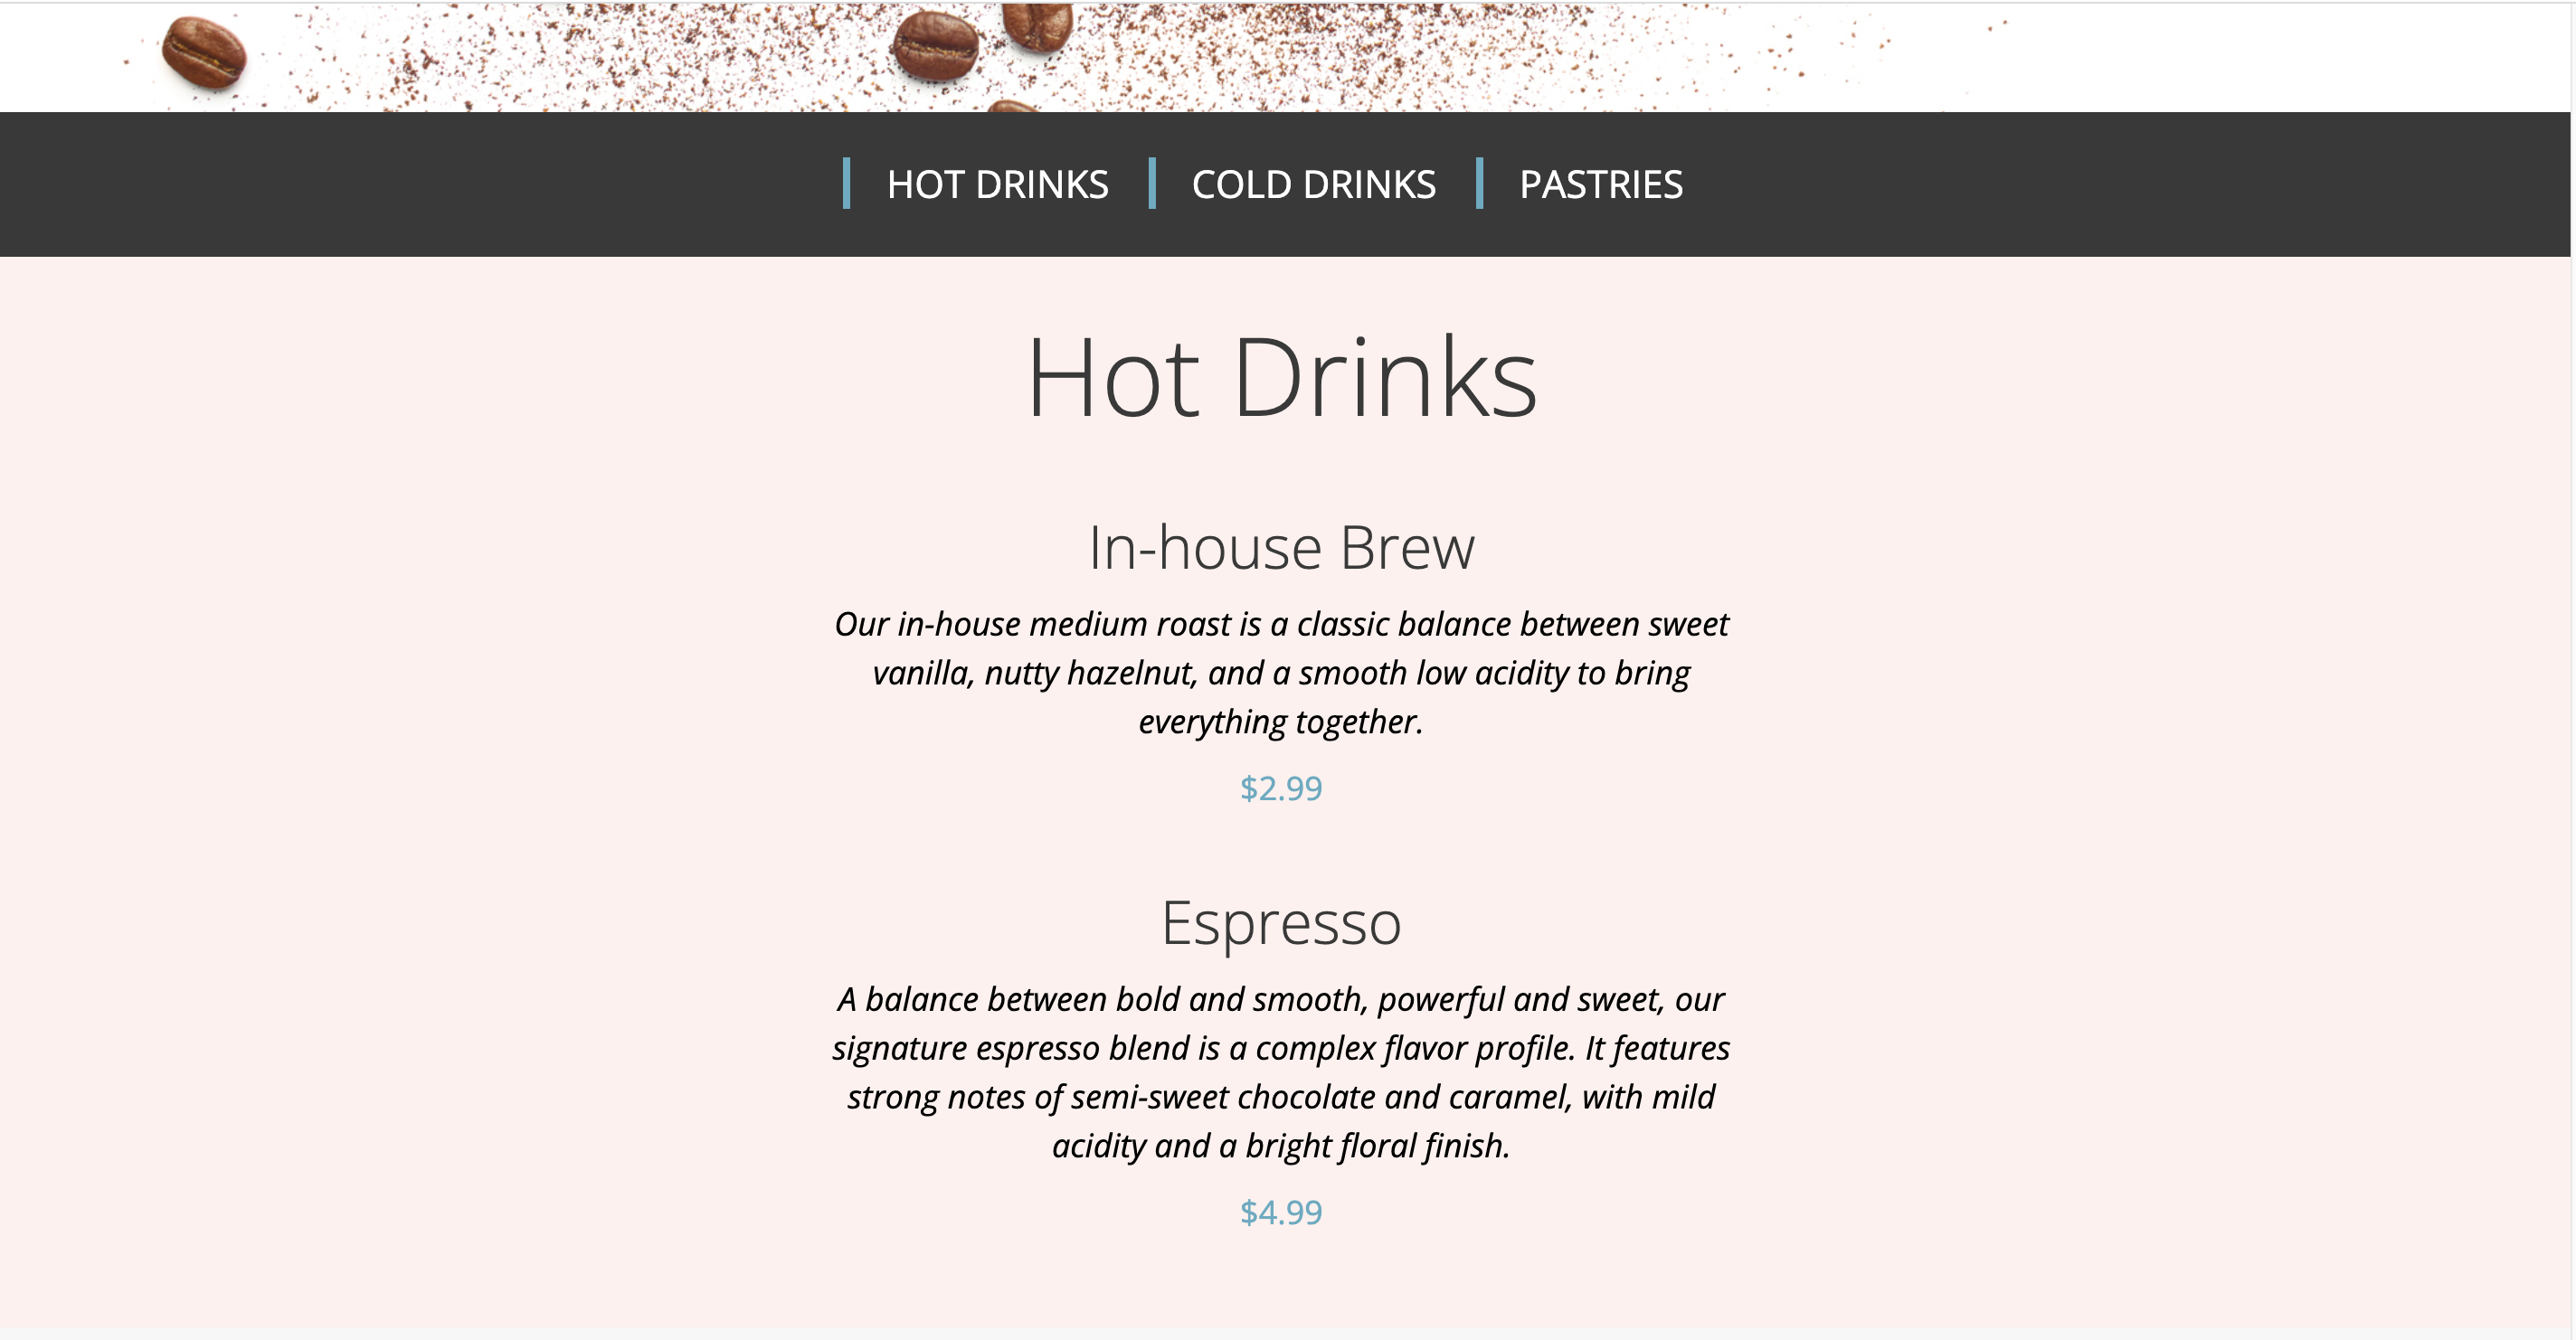 HOT DRINKS COLD DRINKS PASTRIES
Hot Drinks
In-house Brew
Our in-house medium roast is a classic balance between sweet
vanilla, nutty hazelnut, and a smooth low acidity to bring
everything together.
$2.99
Espresso
A balance between bold and smooth, powerful and sweet, our
signature espresso blend is a complex flavor profile. It features
strong notes of semi-sweet chocolate and caramel, with mild
acidity and a bright floral finish.
$4.99